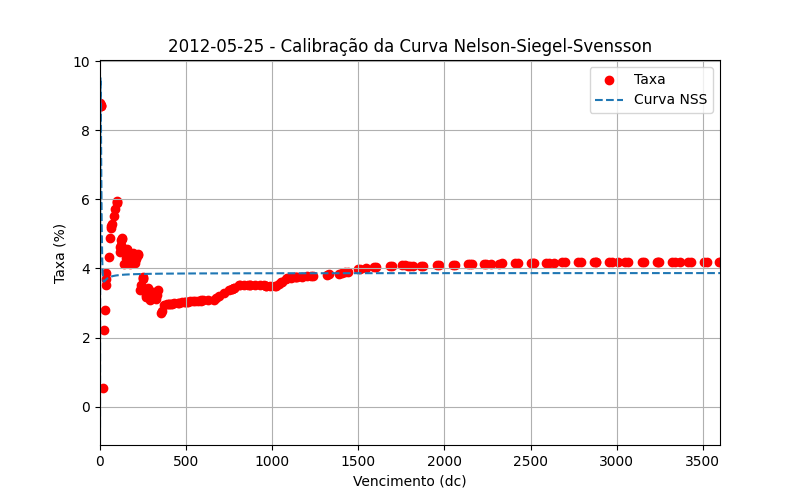 2012-05-25 - Calibração da Curva Nelson-Siegel-Svensson
Taxa
Curva NSS
Taxa (%)
10
8
6
4
2
0
0 500 1000 1500 2000 2500 3000 3500
Vencimento (dc)